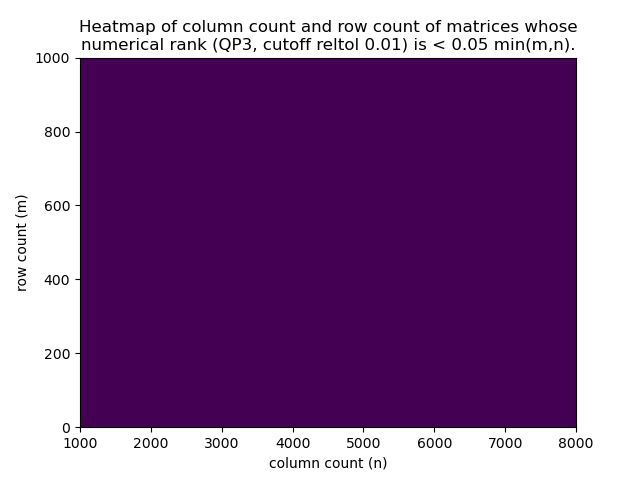 Heatmap of column count and row count of matrices whose
numerical rank (QP3, cutoff reltol 0.01) is < 0.05 min(m,n).
1000
800
600
400
200
0
row count (m)
1000 2000 3000 4000 5000 6000 7000 8000
column count (n)